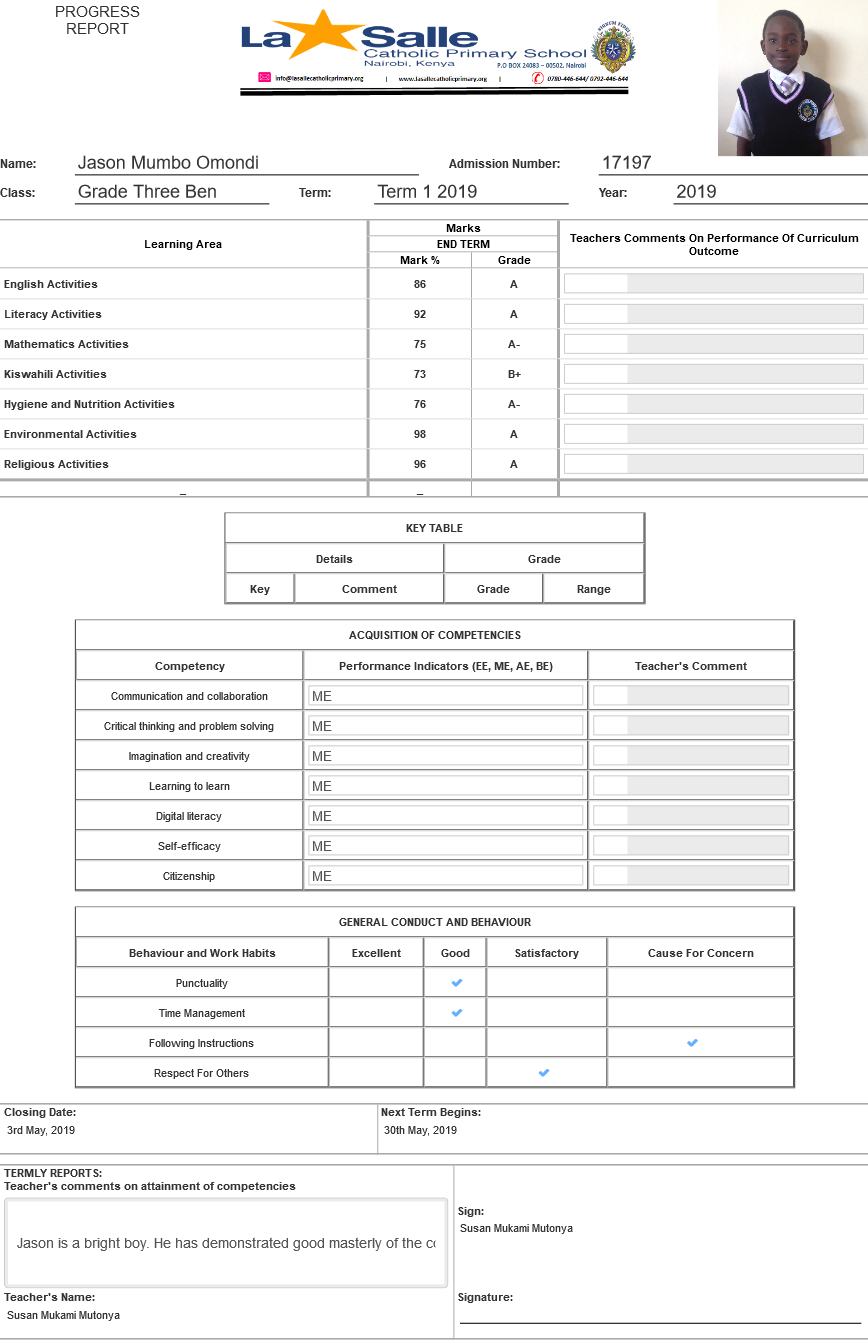 PROGRESS
REPORT
La Salle
Catholic Primary School
Nairobi, Kenya
P.O BOX 24083 – 00502, Nairobi
info@lasallecatholicprimary.org | www.lasallecatholicprimary.org | 0780-446-644/ 0792-446-644
Name: Jason Mumbo Omondi Admission Number: 17197
Class: Grade Three Ben Term: Term 1 2019 Year: 2019
Learning Area Marks Teachers Comments On Performance Of Curriculum Outcome
END TERM
Mark % Grade
English Activities 86 A
Literacy Activities 92 A
Mathematics Activities 75 A-
Kiswahili Activities 73 B+
Hygiene and Nutrition Activities 76 A-
Environmental Activities 98 A
Religious Activities 96 A
_ _
KEY TABLE
Details Grade
Key Comment Grade Range
ACQUISITION OF COMPETENCIES
Competency Performance Indicators (EE, ME, AE, BE) Teacher's Comment
Communication and collaboration ME
Critical thinking and problem solving ME
Imagination and creativity ME
Learning to learn ME
Digital literacy ME
Self-efficacy ME
Citizenship ME
GENERAL CONDUCT AND BEHAVIOUR
Behaviour and Work Habits Excellent Good Satisfactory Cause For Concern
Punctuality ✓
Time Management ✓
Following Instructions ✓
Respect For Others ✓
Closing Date: Next Term Begins:
3rd May, 2019 30th May, 2019
TERMLY REPORTS:
Teacher's comments on attainment of competencies
Sign:
Susan Mukami Mutonya
Jason is a bright boy. He has demonstrated good masterly of the
Teacher's Name: Signature:
Susan Mukami Mutonya